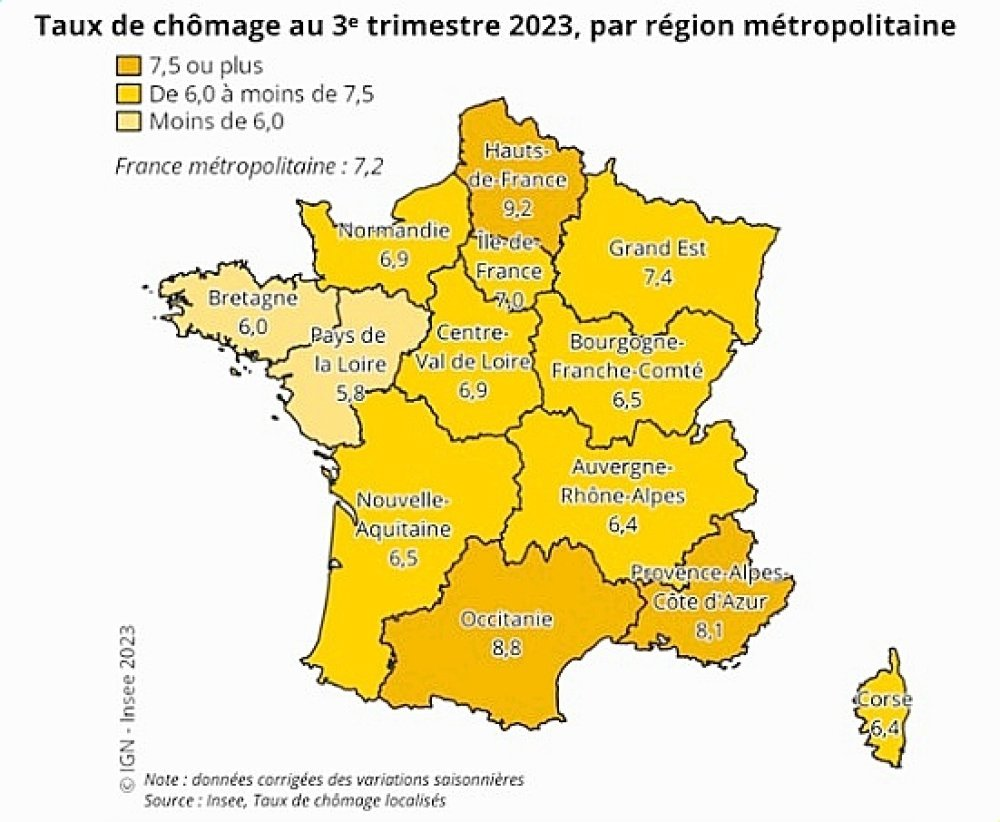 Taux de chômage au 3e trimestre 2023, par région métropolitaine
7,5 ou plus
De 6,0 à moins de 7,5
Moins de 6,0
France métropolitaine : 7,2
Hauts-
de-France
9,2
Normandie
6,9
Île-de-
France
7,0
Grand Est
7,4
Bretagne
6,0
Pays de
la Loire
5,8
Centre-
Val de Loire
6,9
Bourgogne-
Franche-Comté
6,5
Nouvelle-
Aquitaine
6,5
Auvergne-
Rhône-Alpes
6,4
Occitanie
8,8
Provence-Alpes-
Côte d'Azur
8,1
Corse
6,4
© IGN - Insee 2023
Note : données corrigées des variations saisonnières
Source : Insee, Taux de chômage localisés